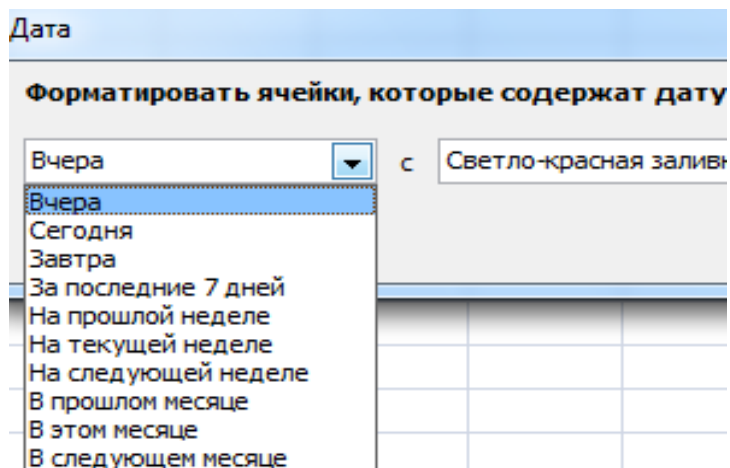 Дата
Форматировать ячейки, которые содержат дату
Вчера с Светло-красная
Вчера
Сегодня
Завтра
За последние 7 дней
На прошлой неделе
На текущей неделе
На следующей неделе
В прошлом месяце
В этом месяце
В следующем месяце